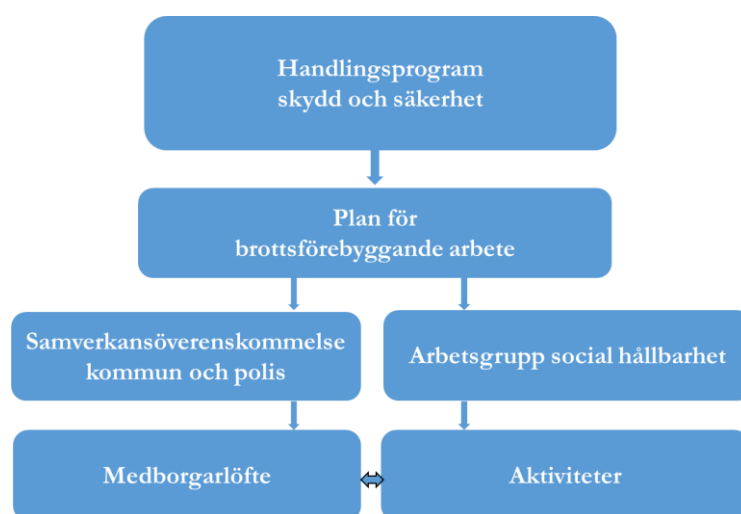 Handlingsprogram
skydd och säkerhet
Plan för
brottsförebyggande arbete
Samverkansöverenskommelse
kommun och polis
Arbetsgrupp social hållbarhet
Medborgarlöfte
Aktiviteter